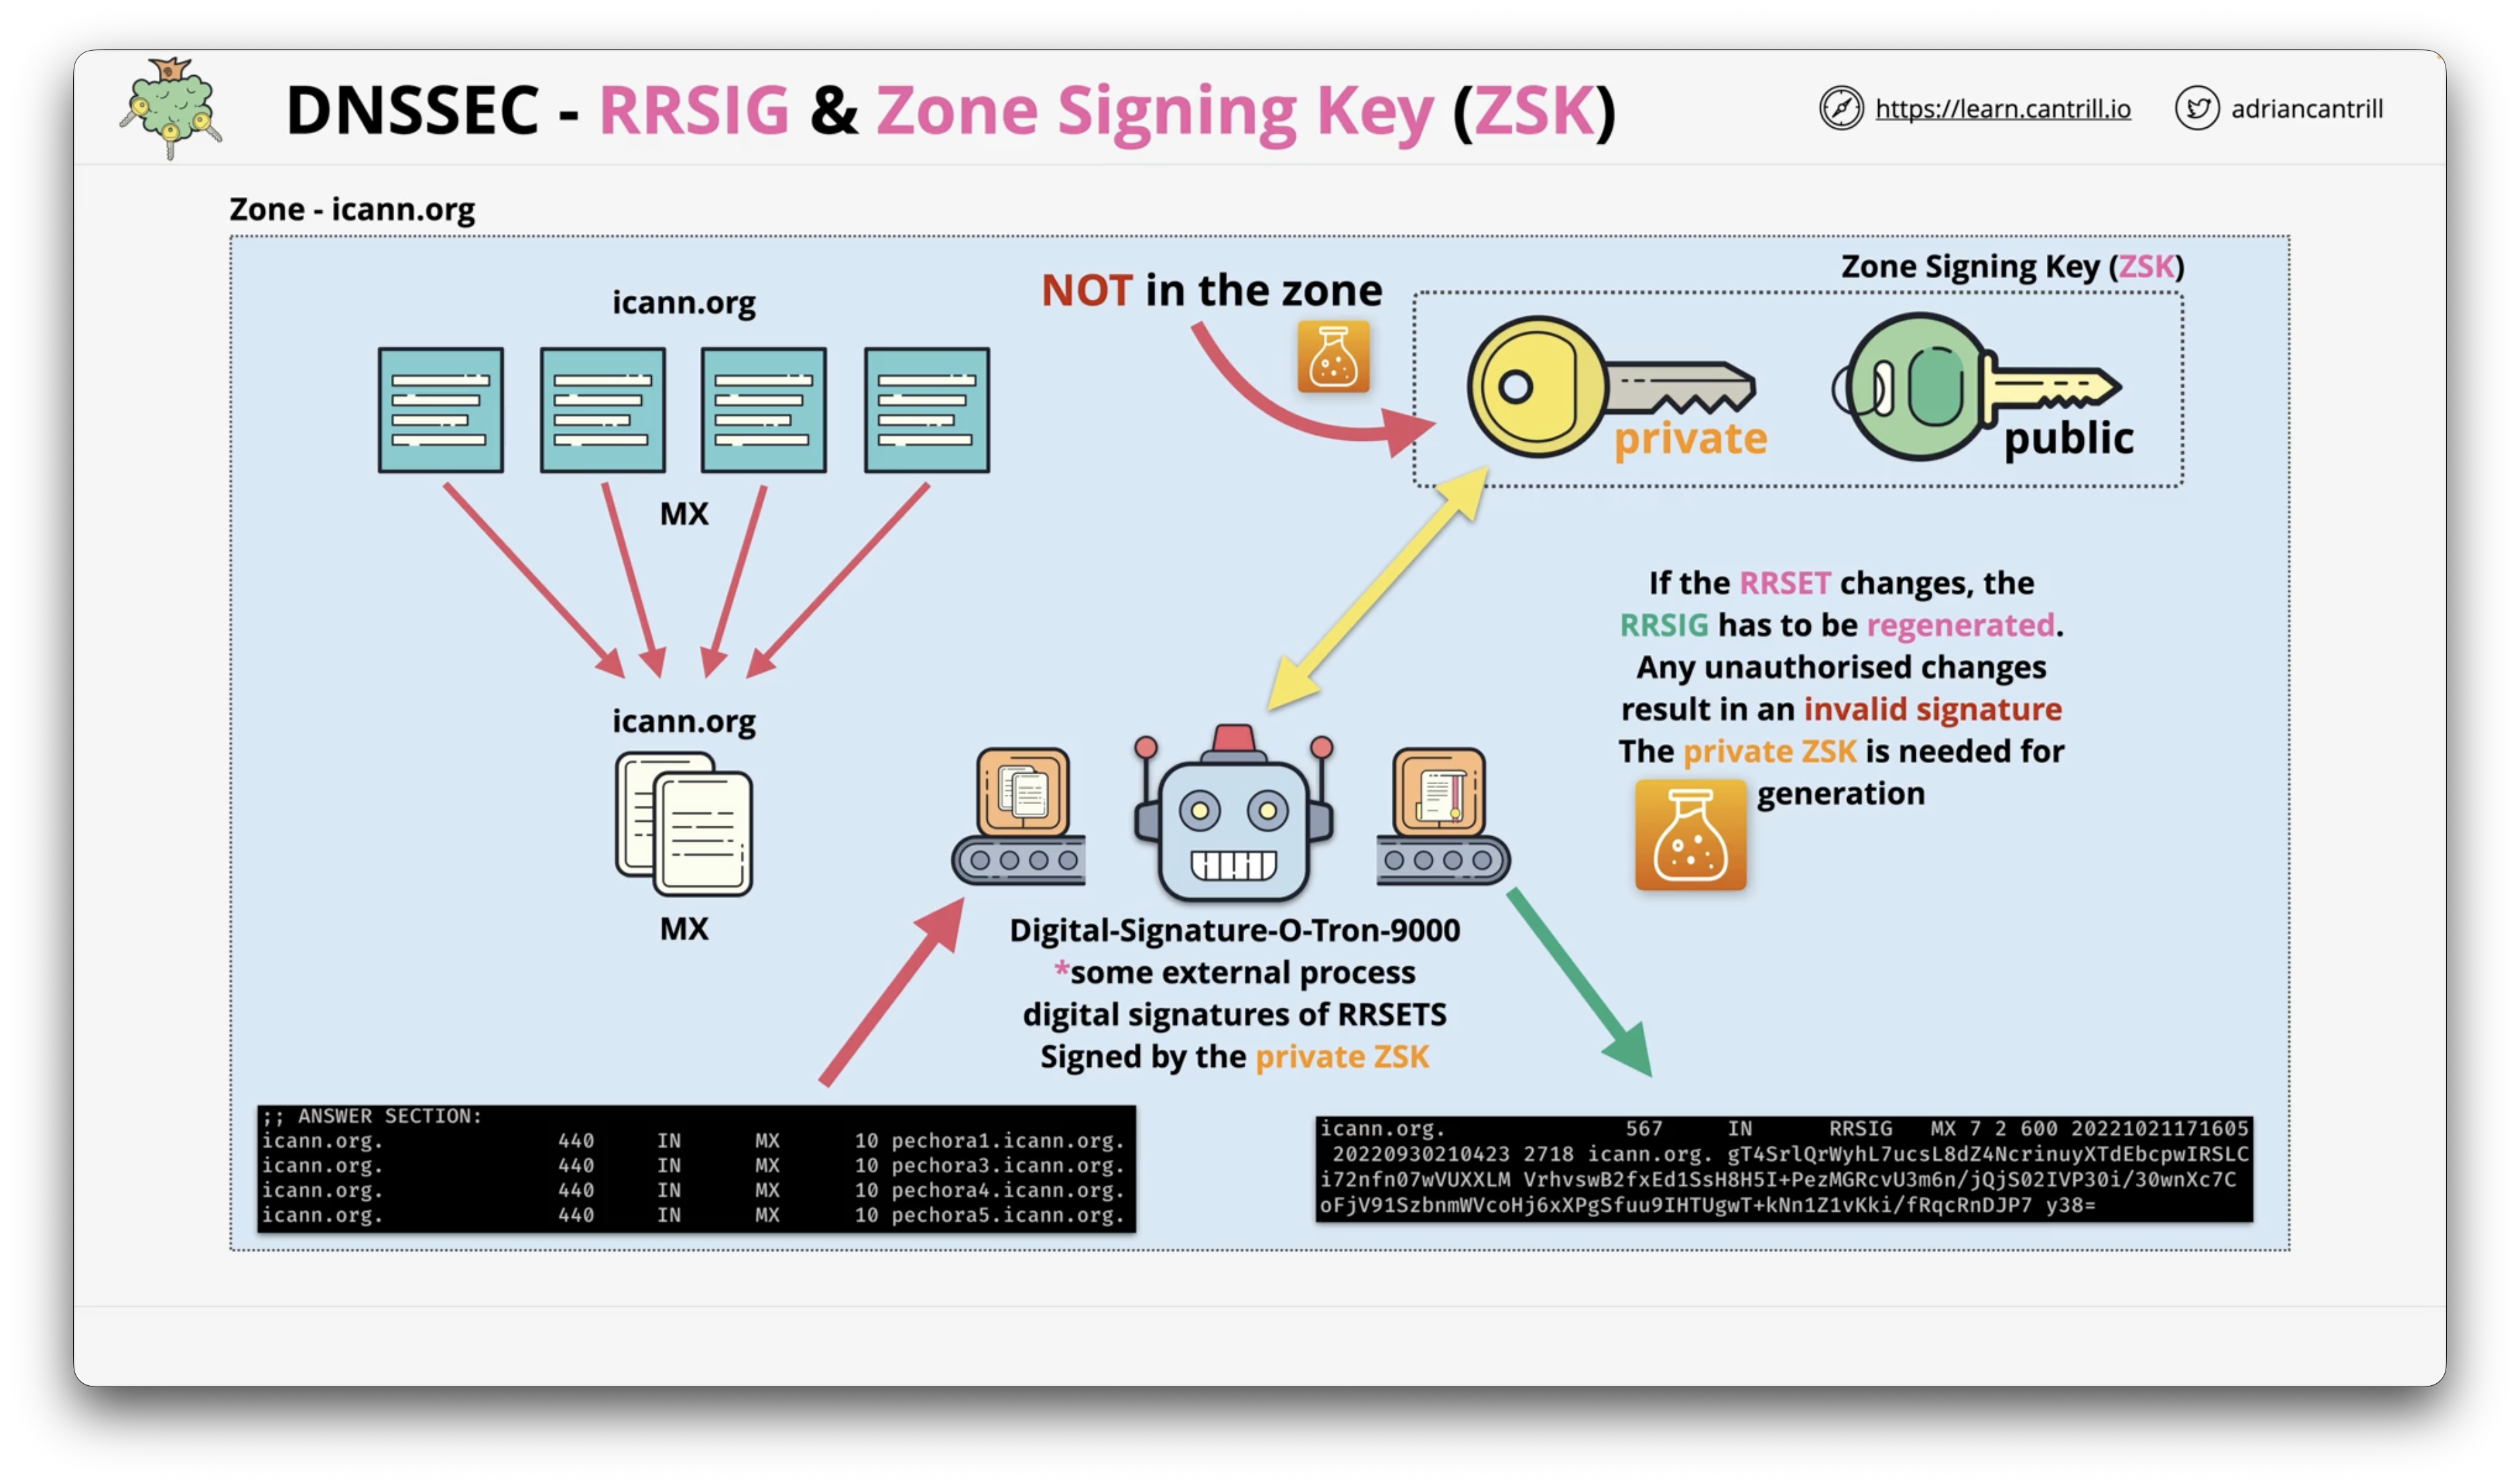 DNSSEC - RRSIG & Zone Signing Key (ZSK)
https://learn.cantrill.io
adriancantrill
Zone - icann.org
icann.org
MX
icann.org
MX
NOT in the zone
Zone Signing Key (ZSK)
private
public
If the RRSET changes, the
RRSIG has to be regenerated.
Any unauthorised changes
result in an invalid signature
The private ZSK is needed for
generation
Digital-Signature-O-Tron-9000
*some external process
digital signatures of RRSETS
Signed by the private ZSK
;; ANSWER SECTION:
icann.org. 440 IN MX 10 pechora1.icann.org.
icann.org. 440 IN MX 10 pechora3.icann.org.
icann.org. 440 IN MX 10 pechora4.icann.org.
icann.org. 440 IN MX 10 pechora5.icann.org.
icann.org. 567 IN RRSIG MX 7 2 600 20221021171605
20220930210423 2718 icann.org. gT4SrlQrWyhL7ucsL8dZ4NcrinuyXTdEbcpwIRSLC
i72nfn07wVUXXLM VrhvswB2fxEd1SsH8H5I+PezMGRcvU3m6n/jQjS02IVP30i/30wnXc7C
oFjV91SzbnmWVcoHj6xXPgSfuu9IHTUgwT+kNn1Z1vKki/fRqcRnDJP7 y38=